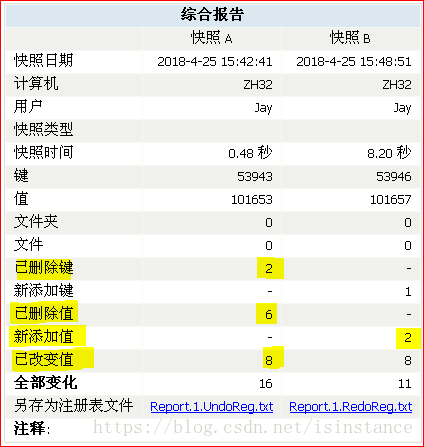 综合报告
快照 A 快照 B
快照日期 2018-4-25 15:42:41 2018-4-25 15:48:51
计算机 ZH32 ZH32
用户 Jay Jay
快照类型
快照时间 0.48 秒 8.20 秒
键 53943 53946
值 101653 101657
文件夹 0 0
文件 0 0
已删除键 2 -
新添加键 - 1
已删除值 6 -
新添加值 - 2
已改变值 8 8
全部变化 16 11
另存为注册表文件 Report.1.UndoReg.txt Report.1.RedoReg.txt
注释:
https://blog.csdn.net/isinstance